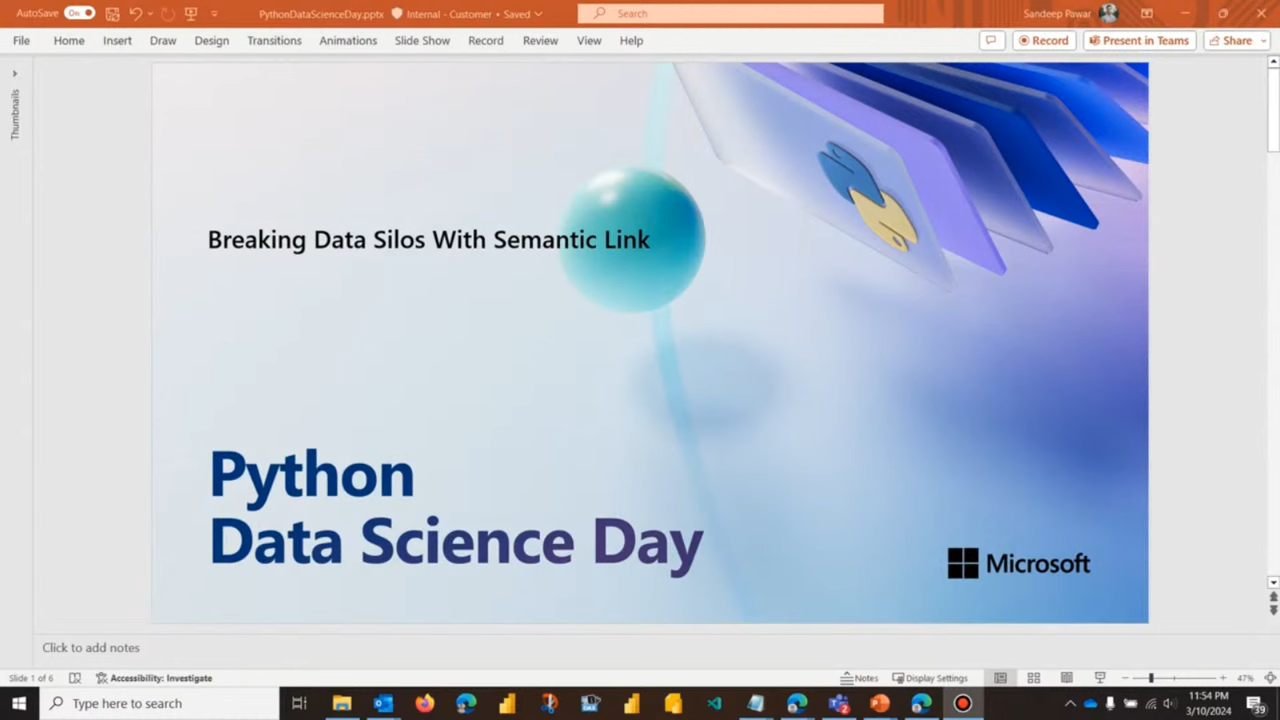 AutoSave On
PythonDataScienceDay.pptx
Internal - Customer • Saved
Search
Sandeep Pawar
File Home Insert Draw Design Transitions Animations Slide Show Record Review View Help
Record
Present in Teams
Share
Thumbnails
Breaking Data Silos With Semantic Link
Python
Data Science Day
Microsoft
Click to add notes
Slide 1 of 6
Accessibility: Investigate
Notes
Display Settings
47%
Type here to search
11:54 PM
3/10/2024
39